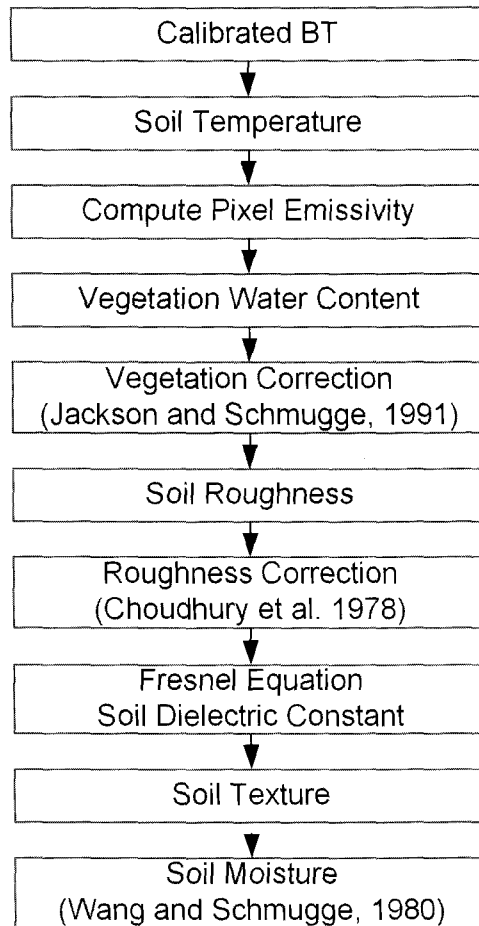 Calibrated BT
Soil Temperature
Compute Pixel Emissivity
Vegetation Water Content
Vegetation Correction
(Jackson and Schmugge, 1991)
Soil Roughness
Roughness Correction
(Choudhury et al. 1978)
Fresnel Equation
Soil Dielectric Constant
Soil Texture
Soil Moisture
(Wang and Schmugge, 1980)